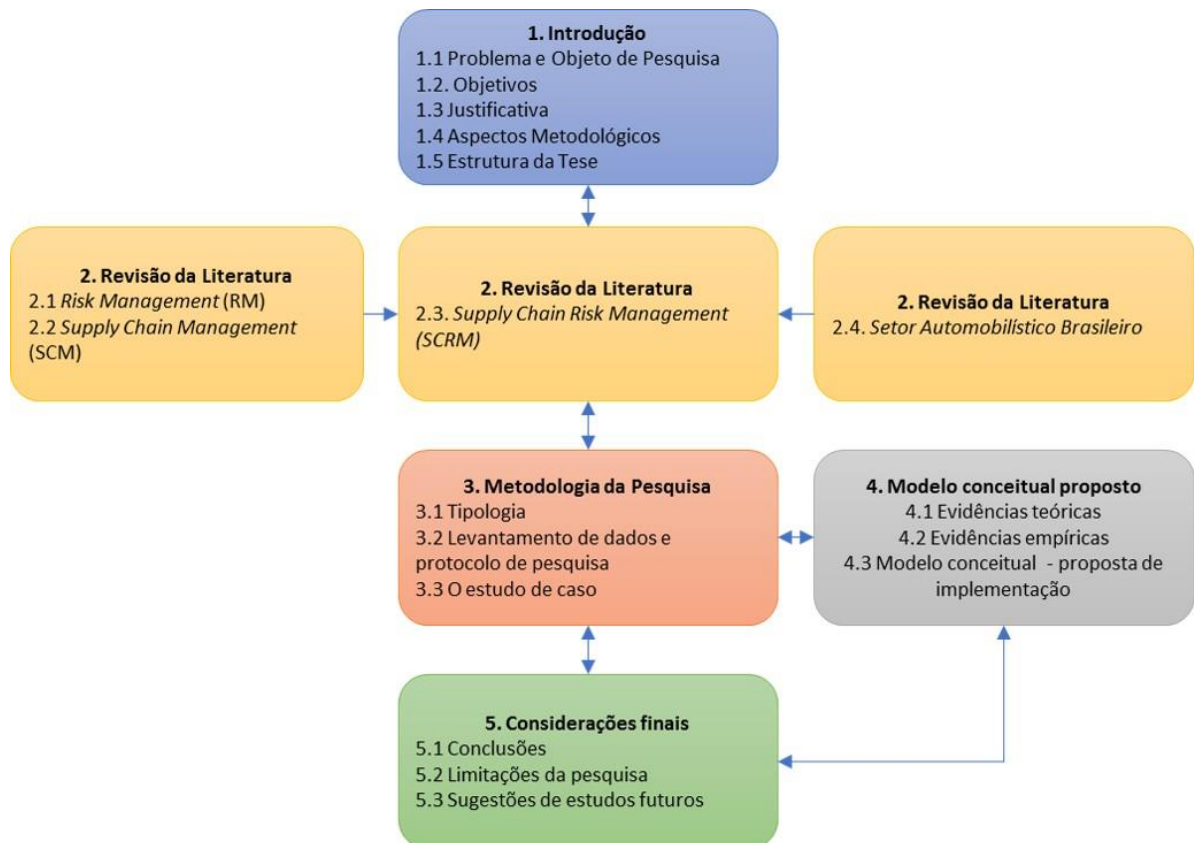 1. Introdução
1.1 Problema e Objeto de Pesquisa
1.2. Objetivos
1.3 Justificativa
1.4 Aspectos Metodológicos
1.5 Estrutura da Tese
2. Revisão da Literatura
2.1 Risk Management (RM)
2.2 Supply Chain Management
(SCM)
2. Revisão da Literatura
2.3. Supply Chain Risk Management
(SCRM)
2. Revisão da Literatura
2.4. Setor Automobilístico Brasileiro
3. Metodologia da Pesquisa
3.1 Tipologia
3.2 Levantamento de dados e
protocolo de pesquisa
3.3 O estudo de caso
4. Modelo conceitual proposto
4.1 Evidências teóricas
4.2 Evidências empíricas
4.3 Modelo conceitual - proposta de
implementação
5. Considerações finais
5.1 Conclusões
5.2 Limitações da pesquisa
5.3 Sugestões de estudos futuros